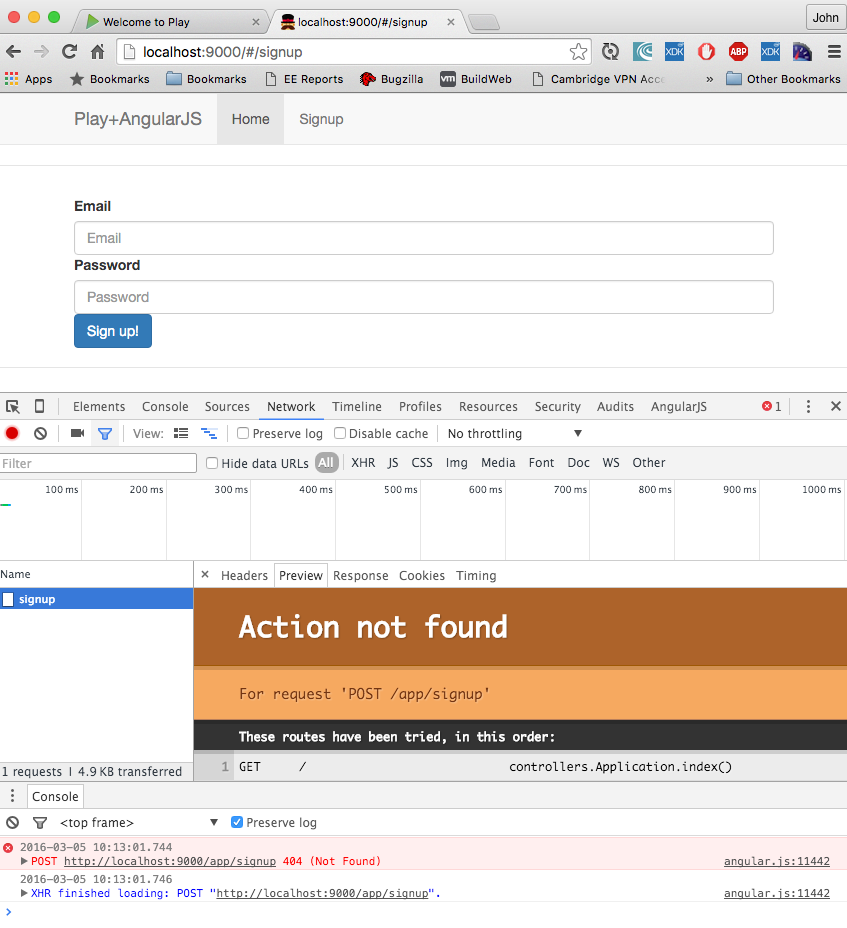 Welcome to Play
localhost:9000/#/signup
John
localhost:9000/#/signup
XDK
ABP
XDK
Apps
Bookmarks
Bookmarks
EE Reports
Bugzilla
vm BuildWeb
Cambridge VPN Acce
»
Other Bookmarks
Play+AngularJS Home Signup
Email
Email
Password
Password
Sign up!
Elements Console Sources Network Timeline Profiles Resources Security Audits AngularJS 1
View: Preserve log Disable cache No throttling
Filter Hide data URLs All XHR JS CSS Img Media Font Doc WS Other
100 ms 200 ms 300 ms 400 ms 500 ms 600 ms 700 ms 800 ms 900 ms 1000 ms
Name
× Headers Preview Response Cookies Timing
signup
Action not found
For request 'POST /app/signup'
These routes have been tried, in this order:
1 GET / controllers.Application.index()
1 requests | 4.9 KB transferred
Console
<top frame> Preserve log
2016-03-05 10:13:01.744
POST http://localhost:9000/app/signup 404 (Not Found) angular.js:11442
2016-03-05 10:13:01.746
XHR finished loading: POST "http://localhost:9000/app/signup". angular.js:11442
>